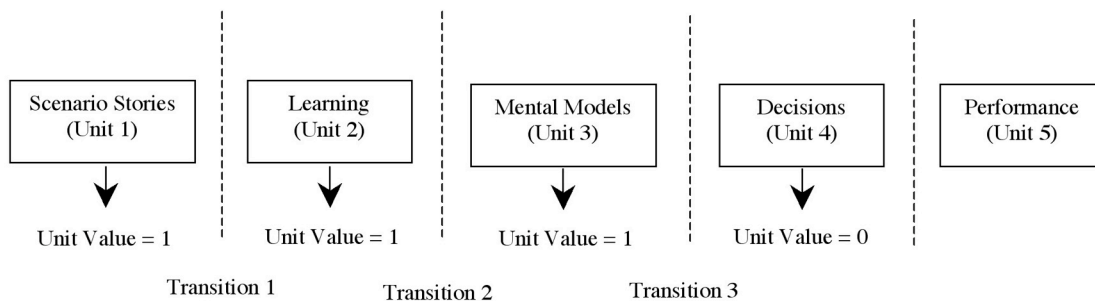 Scenario Stories
(Unit 1)
Learning
(Unit 2)
Mental Models
(Unit 3)
Decisions
(Unit 4)
Performance
(Unit 5)
Unit Value = 1
Unit Value = 1
Unit Value = 1
Unit Value = 0
Transition 1
Transition 2
Transition 3